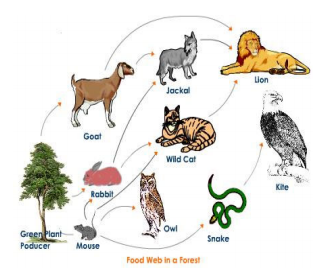 Jackal
Lion
Goat
Wild Cat
Kite
Rabbit
Owl
Green Plant
Poducer
Mouse
Snake
Food Web in a Forest